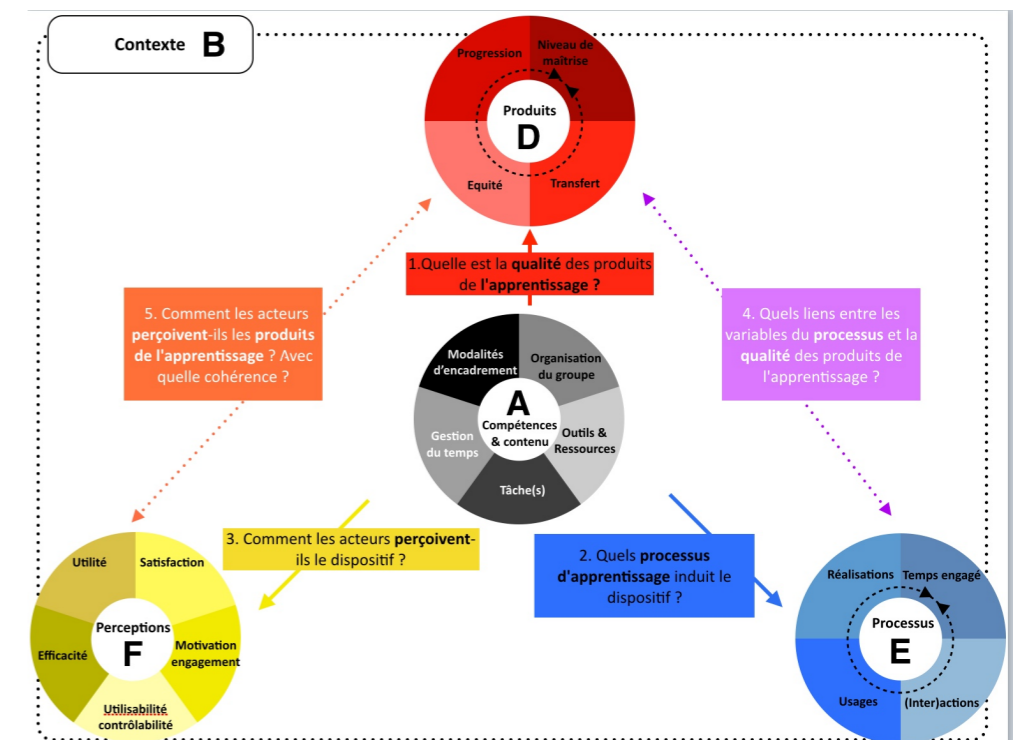 Contexte B
Progression
Niveau de
maîtrise
Produits
D
Equité
Transfert
1.Quelle est la qualité des produits
de l'apprentissage ?
5. Comment les acteurs
perçoivent-ils les produits
de l'apprentissage ? Avec
quelle cohérence ?
4. Quels liens entre les
variables du processus et la
qualité des produits de
l'apprentissage ?
Modalités
d'encadrement
Organisation
du groupe
A
Compétences
& contenu
Gestion
du temps
Outils &
Ressources
Tâche(s)
3. Comment les acteurs perçoivent-
ils le dispositif ?
2. Quels processus
d'apprentissage induit le
dispositif ?
Utilité
Satisfaction
Perceptions
F
Efficacité
Motivation
engagement
Utilisabilité
contrôlabilité
Réalisations
Temps engagé
Processus
E
Usages
(Inter)actions